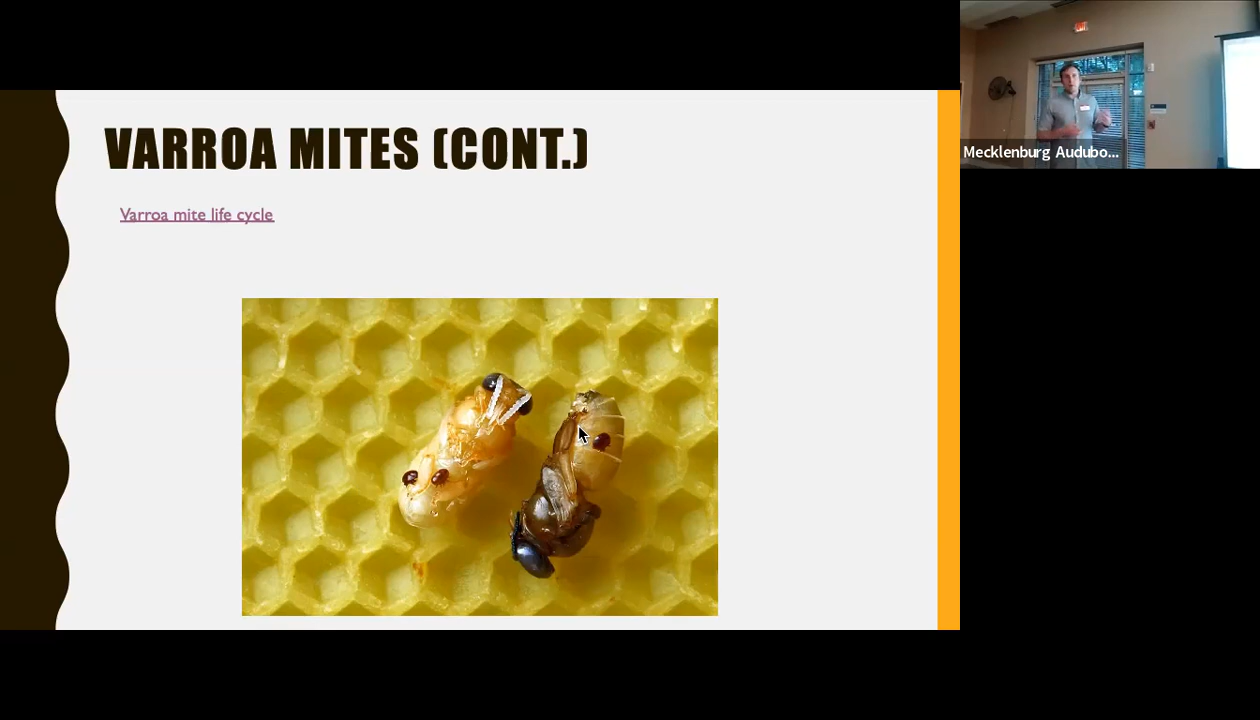 VARROA MITES (CONT.)
Varroa mite life cycle
Mecklenburg Audubo...